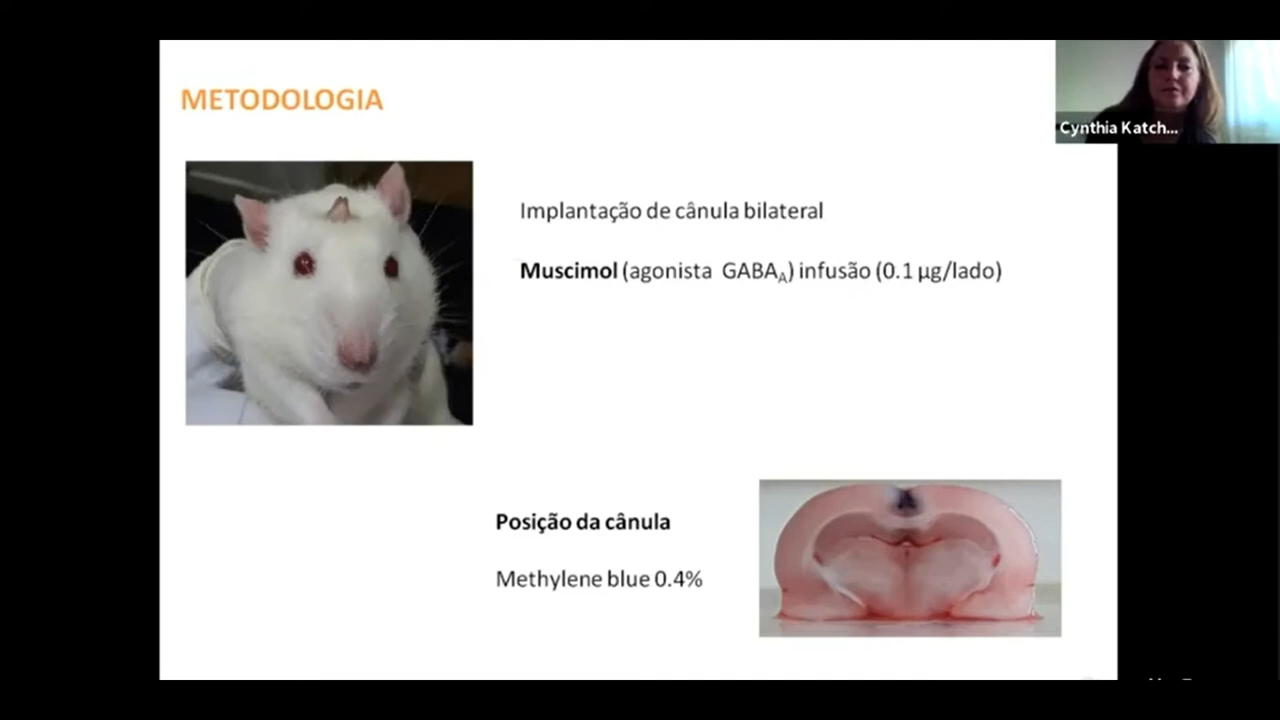 METODOLOGIA
Cynthia Katch...
Implantação de cânula bilateral
Muscimol (agonista GABAA) infusão (0.1 µg/lado)
Posição da cânula
Methylene blue 0.4%